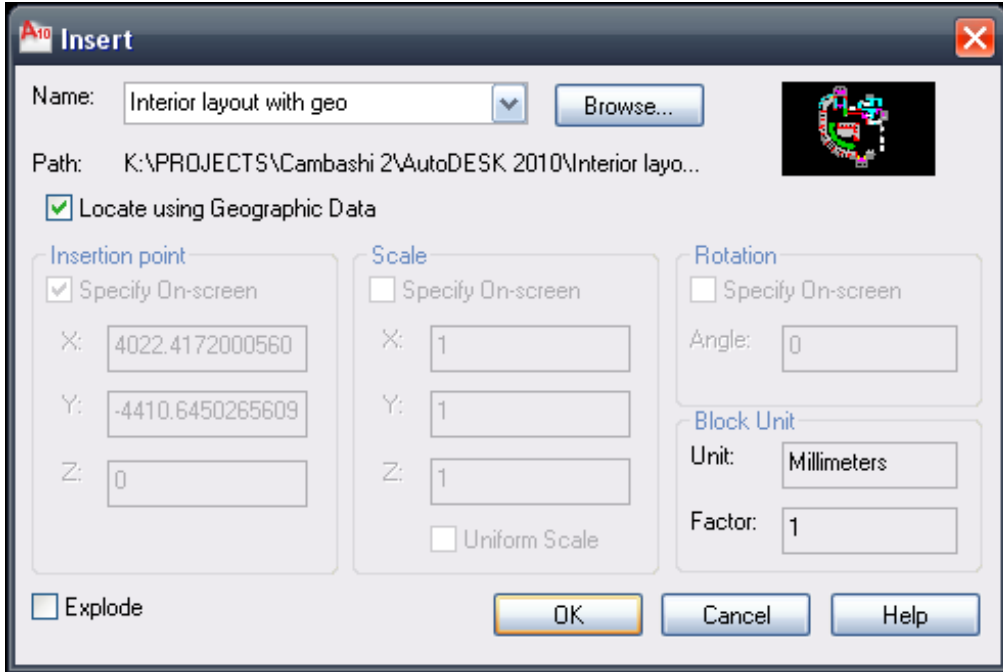 A10 Insert
Name: Interior layout with geo Browse...
Path: K:\PROJECTS\Cambashi 2\AutoDESK 2010\Interior layo...
Locate using Geographic Data
Insertion point Scale Rotation
Specify On-screen Specify On-screen Specify On-screen
X: 4022.4172000560 X: 1 Angle: 0
Y: -4410.6450265609 Y: 1
Block Unit
Z: 0 Z: 1 Unit: Millimeters
Uniform Scale Factor: 1
Explode OK Cancel Help